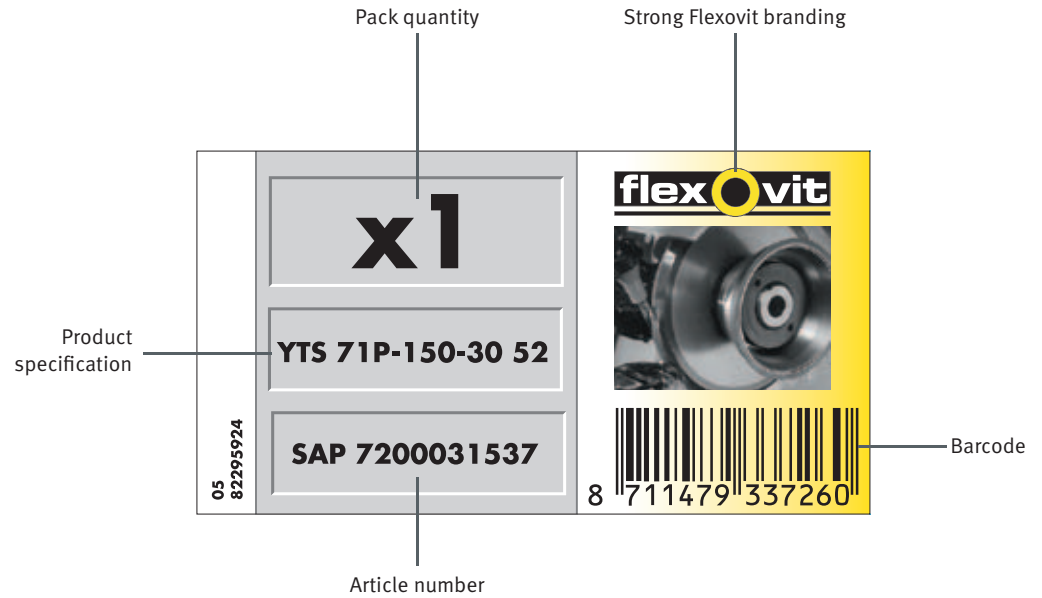 Pack quantity
Strong Flexovit branding
flexovit
x1
Product
specification
YTS 71P-150-30 52
SAP 7200031537
05
82295924
8 711479 337260
Barcode
Article number